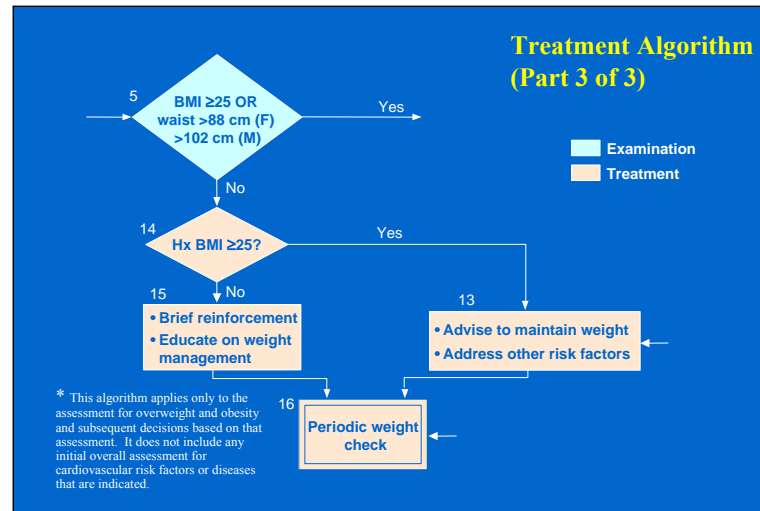 Treatment Algorithm
(Part 3 of 3)
5
BMI ≥25 OR
waist >88 cm (F)
>102 cm (M)
Yes
Examination
Treatment
No
14
Hx BMI ≥25?
Yes
No
15
• Brief reinforcement
• Educate on weight
management
13
• Advise to maintain weight
• Address other risk factors
16
Periodic weight
check
* This algorithm applies only to the
assessment for overweight and obesity
and subsequent decisions based on that
assessment. It does not include any
initial overall assessment for
cardiovascular risk factors or diseases
that are indicated.